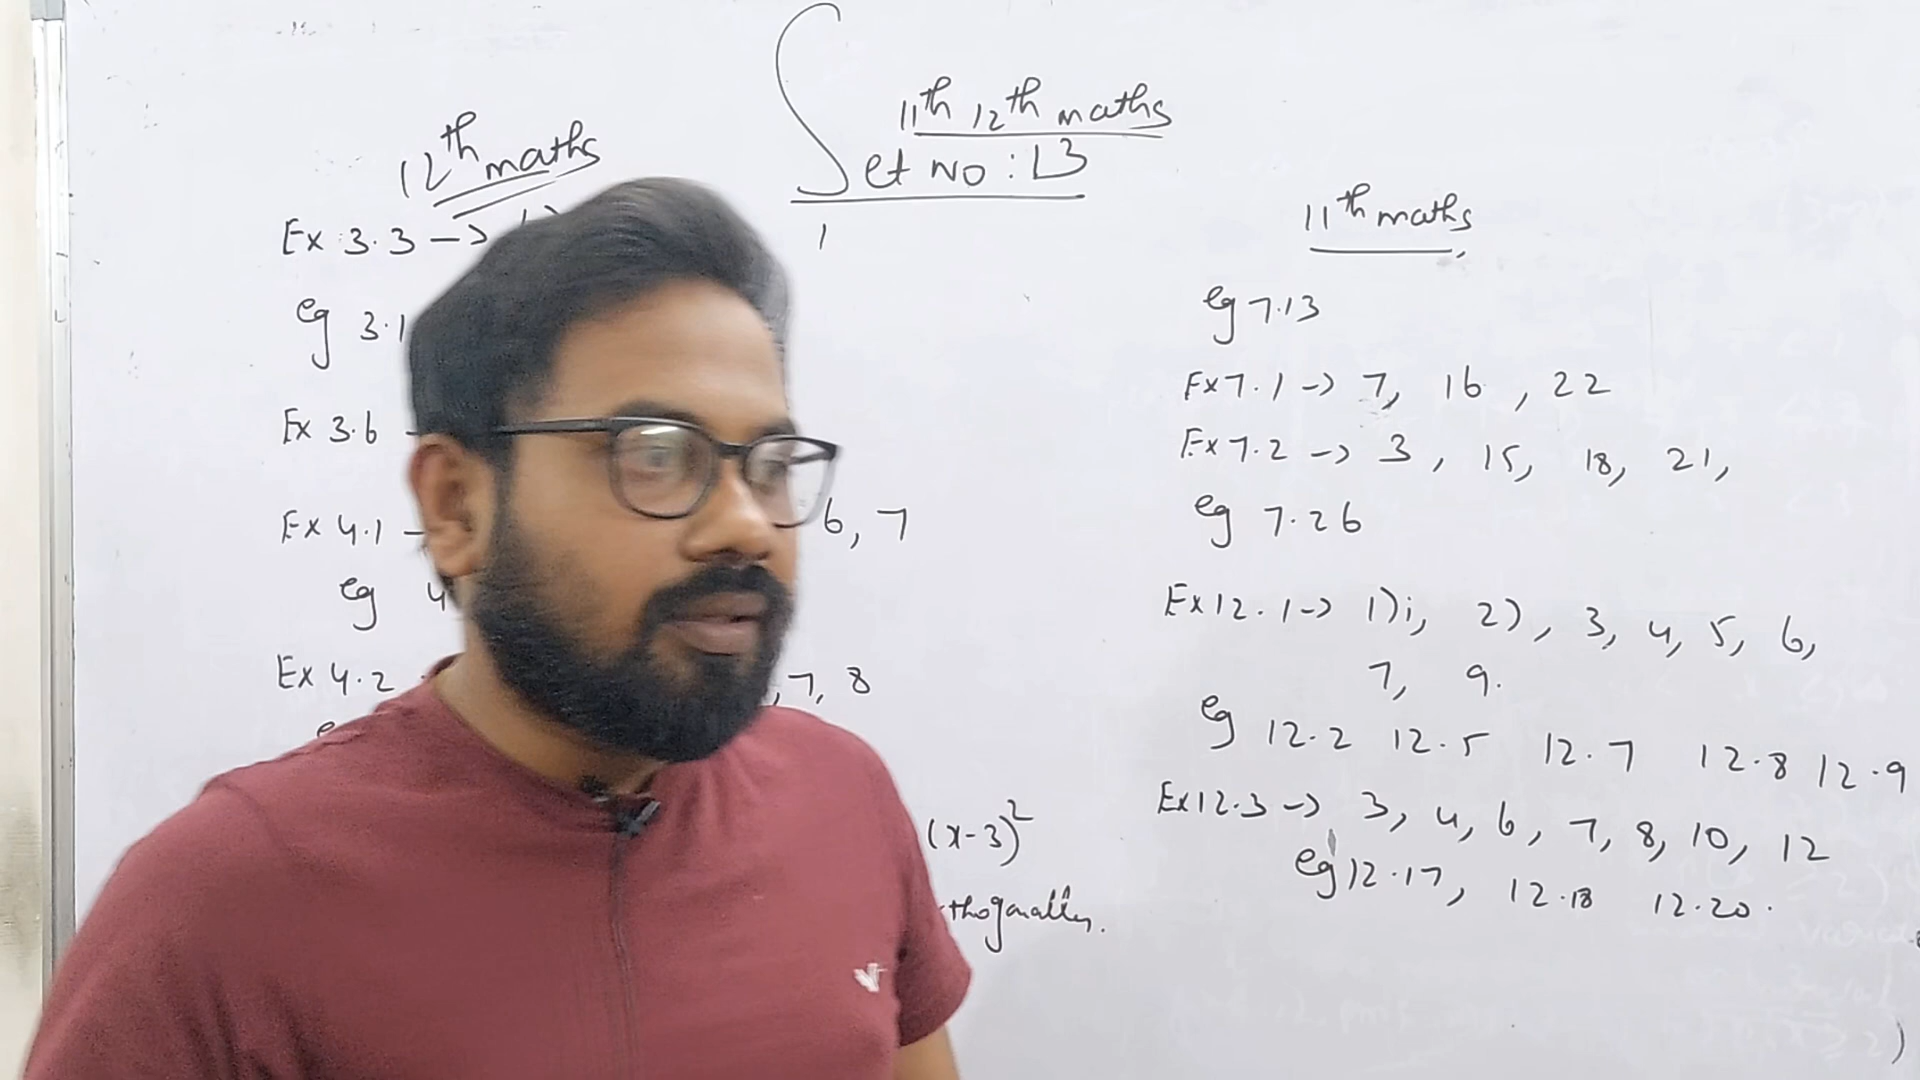 11th 12th maths
Set no: 13
12th maths
Ex 3.3 ->
eg 3.1
Ex 3.6
Ex 4.1 - 6, 7
eg 4
Ex 4.2 ,7, 8
(x-3)²
thogonally.
11th maths
eg 7.13
Ex 7.1 -> 7, 16, 22
Ex 7.2 -> 3, 15, 18, 21,
eg 7.26
Ex 12.1 -> 1)i, 2), 3, 4, 5, 6,
7, 9.
eg 12.2 12.5 12.7 12.8 12.9
Ex 12.3 -> 3, 4, 6, 7, 8, 10, 12
eg 12.17, 12.18 12.20.